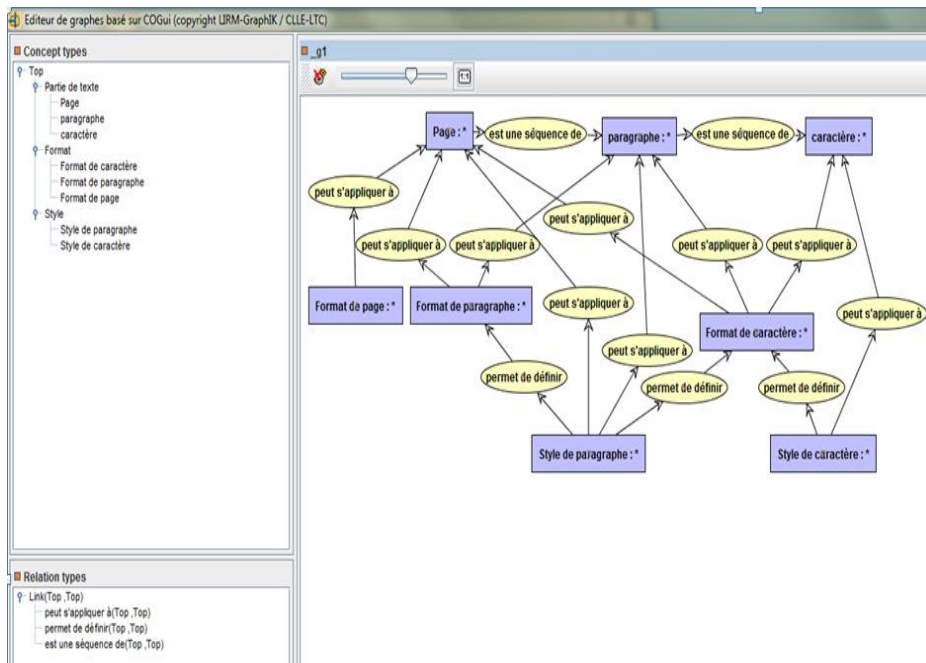 Editeur de graphes basé sur COGui (copyright LIRM-GraphIK / CLLE-LTC)
Concept types
Top
Partie de texte
Page
paragraphe
caractère
Format
Format de caractère
Format de paragraphe
Format de page
Style
Style de paragraphe
Style de caractère
Relation types
Link(Top ,Top)
peut s'appliquer à(Top ,Top)
permet de définir(Top ,Top)
est une séquence de(Top ,Top)
_g1
1:1
Page : *
est une séquence de
paragraphe : *
est une séquence de
caractère : *
peut s'appliquer à
peut s'appliquer à
peut s'appliquer à
peut s'appliquer à
peut s'appliquer à
peut s'appliquer à
Format de page : *
Format de paragraphe : *
peut s'appliquer à
peut s'appliquer à
Format de caractère : *
peut s'appliquer à
permet de définir
permet de définir
permet de définir
Style de paragraphe : *
Style de caractère : *